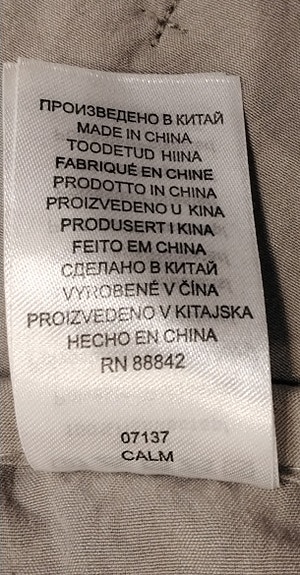 ПРОИЗВЕДЕНО В КИТАЙ
MADE IN CHINA
TOODETUD HIINA
FABRIQUÉ EN CHINE
PRODOTTO IN CHINA
PROIZVEDENO U KINA
PRODUSERT I KINA
FEITO EM CHINA
СДЕЛАНО В КИТАЙ
VYROBENÉ V ČÍNA
PROIZVEDENO V KITAJSKA
HECHO EN CHINA
RN 88842
07137
CALM